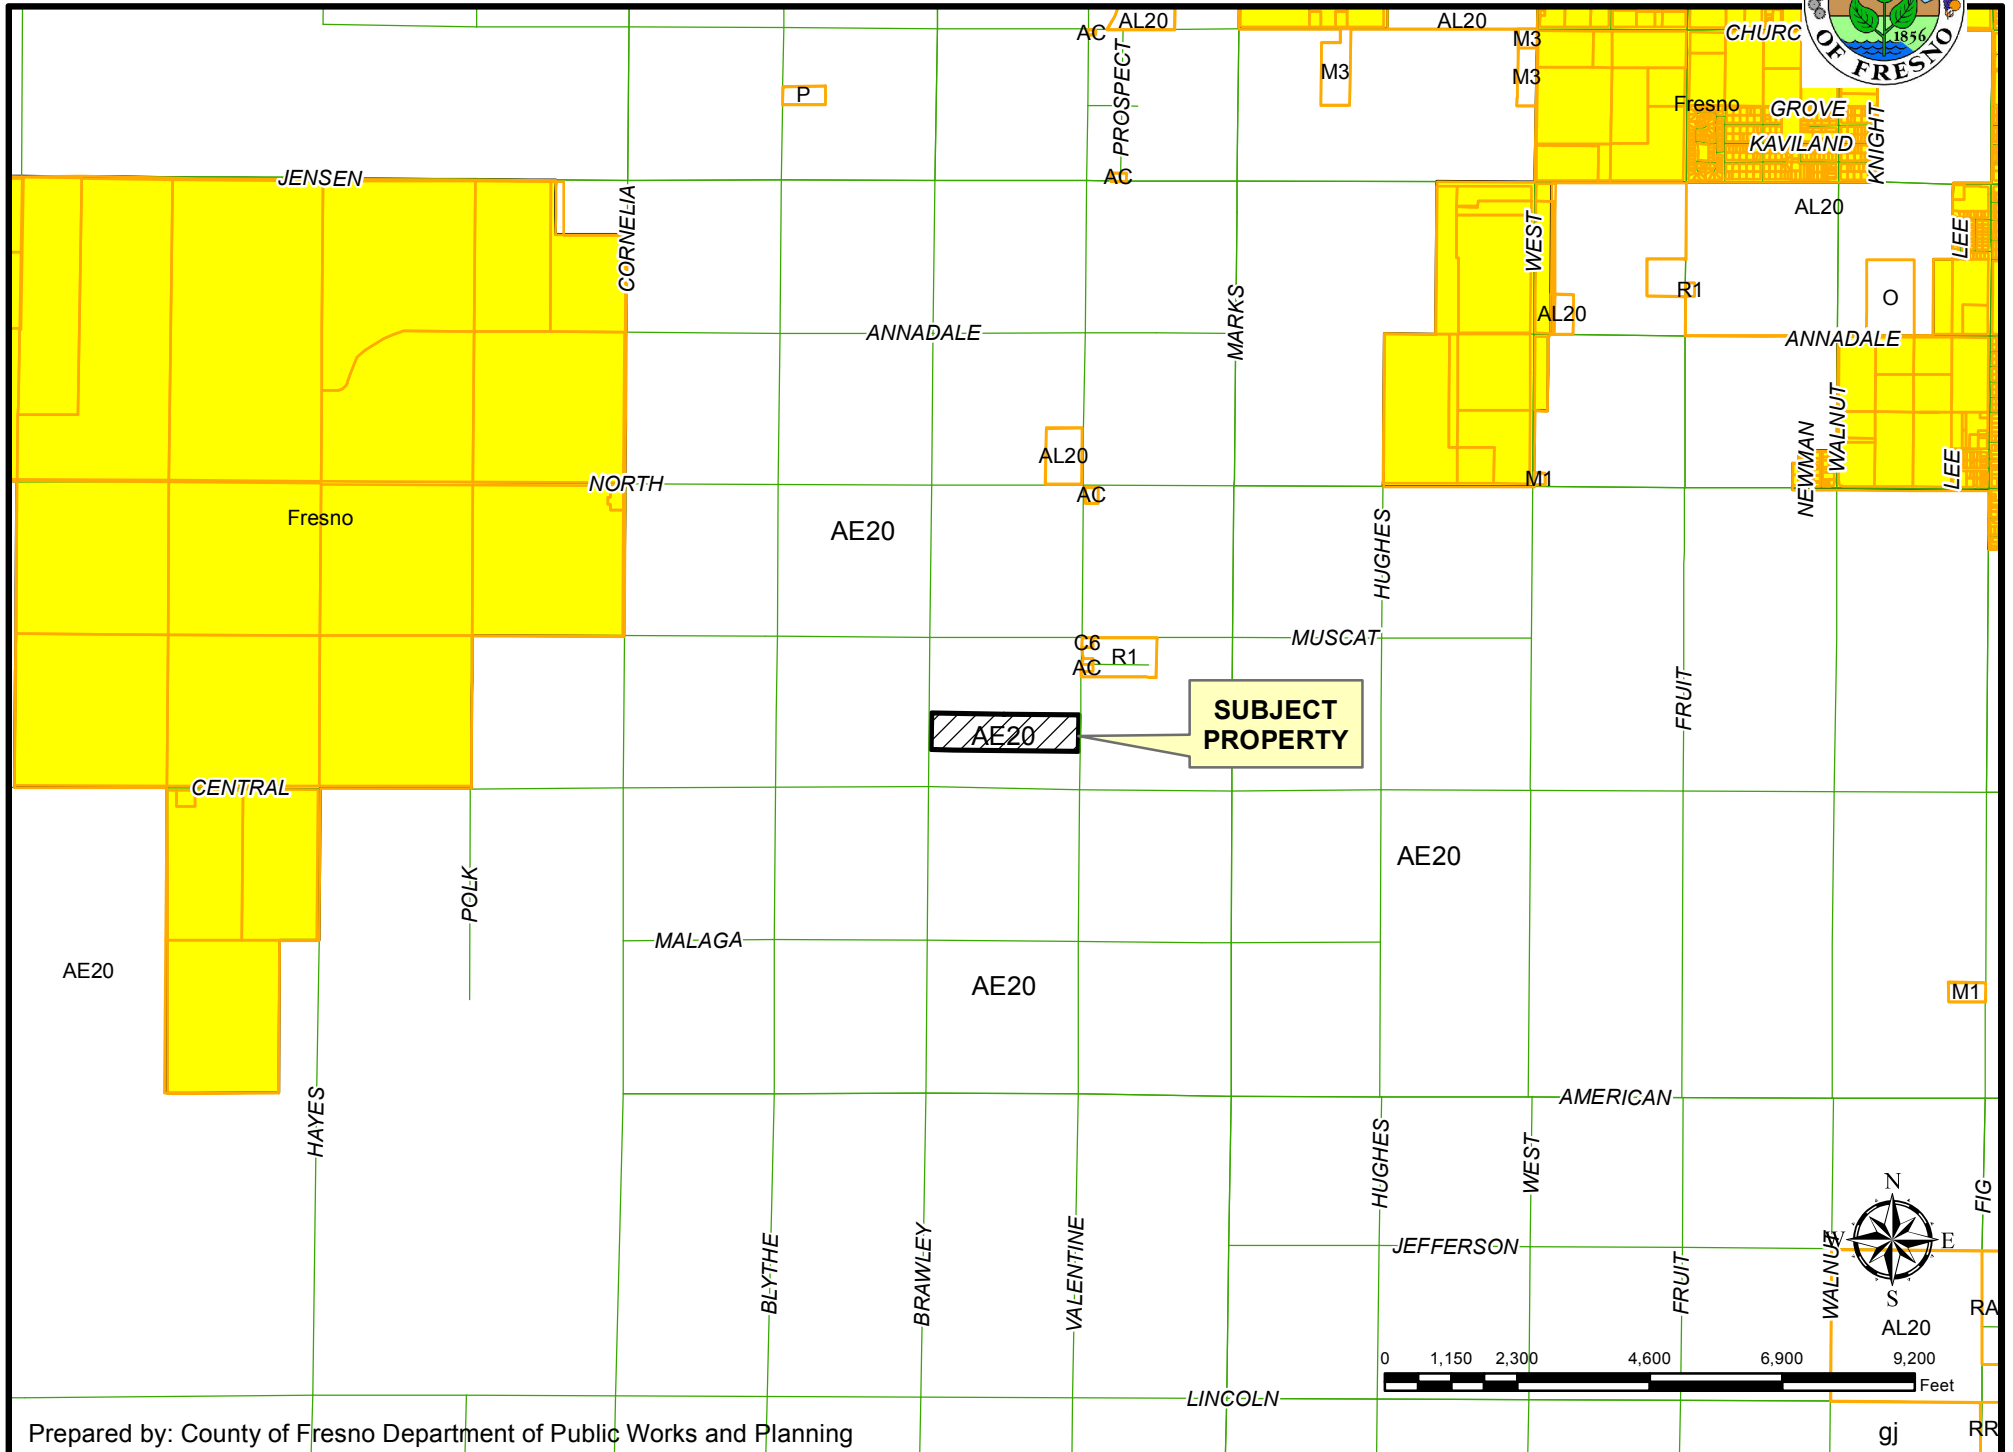 AL20
AL20
AC
M3
CHURC
1856
OF FRESNO
M3
M3
P
PROSPECT
Fresno
GROVE
KAVILAND
KNIGHT
JENSEN
AC
CORNELIA
AL20
WEST
LEE
MARKS
R1
O
AL20
ANNADALE
ANNADALE
WALNUT
NEWMAN
LEE
AL20
NORTH
AC
M1
Fresno
AE20
HUGHES
MUSCAT
C6
R1
AC
FRUIT
SUBJECT
PROPERTY
AE20
CENTRAL
AE20
POLK
MALAGA
AE20
AE20
M1
HAYES
AMERICAN
HUGHES
WEST
FIG
N
W
E
S
BLYTHE
BRAWLEY
VALENTINE
JEFFERSON
FRUIT
WALNUT
RA
AL20
0 1,150 2,300 4,600 6,900 9,200
Feet
LINCOLN
Prepared by: County of Fresno Department of Public Works and Planning
gj
RR